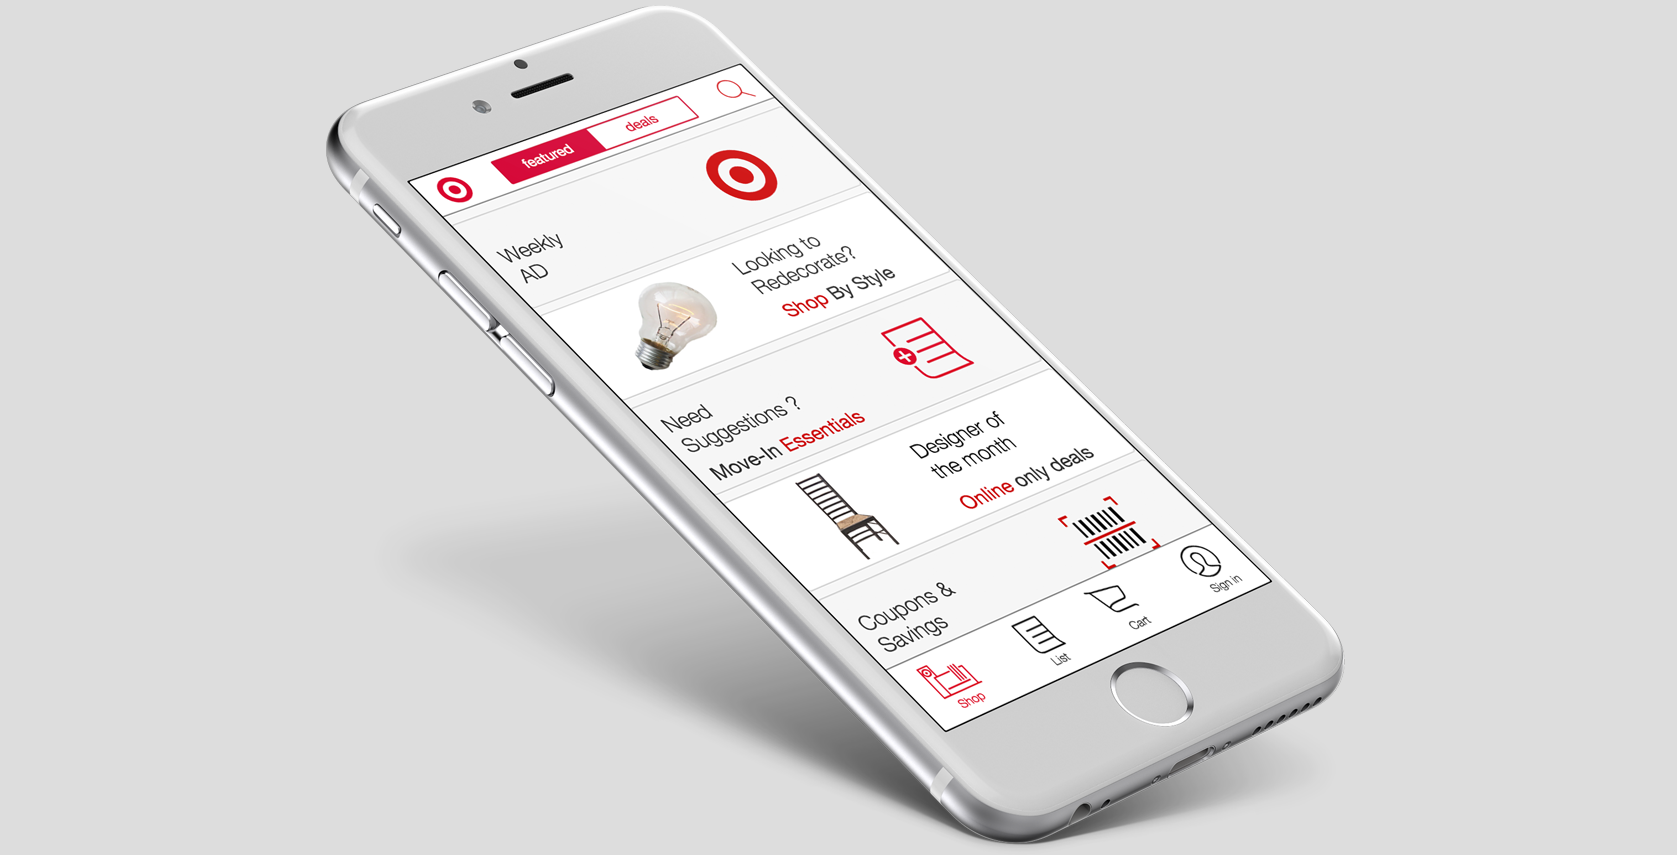 featured
deals
Weekly
AD
Looking to
Redecorate?
Shop By Style
Need
Suggestions ?
Move-In Essentials
Designer of
the month
Online only deals
Coupons &
Savings
Shop
List
Cart
Sign in